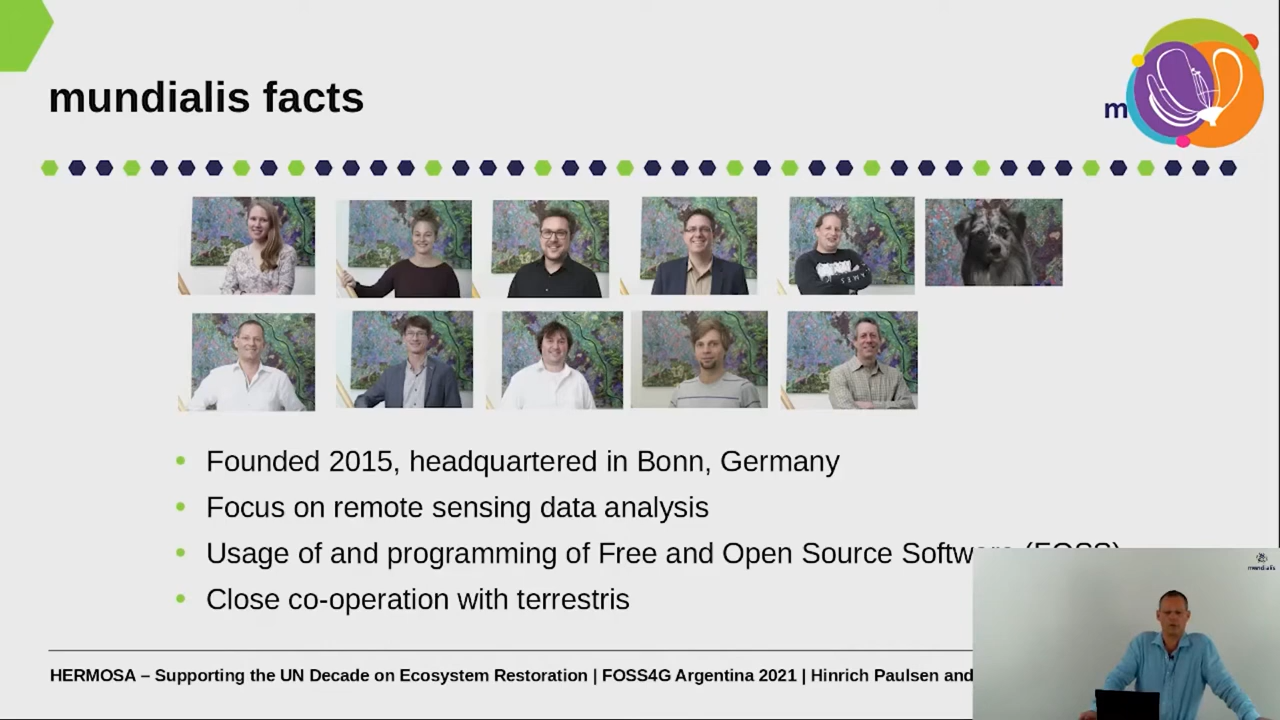 mundialis facts
m
Founded 2015, headquartered in Bonn, Germany
Focus on remote sensing data analysis
Usage of and programming of Free and Open Source Software (FOSS)
Close co-operation with terrestris
HERMOSA – Supporting the UN Decade on Ecosystem Restoration | FOSS4G Argentina 2021 | Hinrich Paulsen and
mundialis